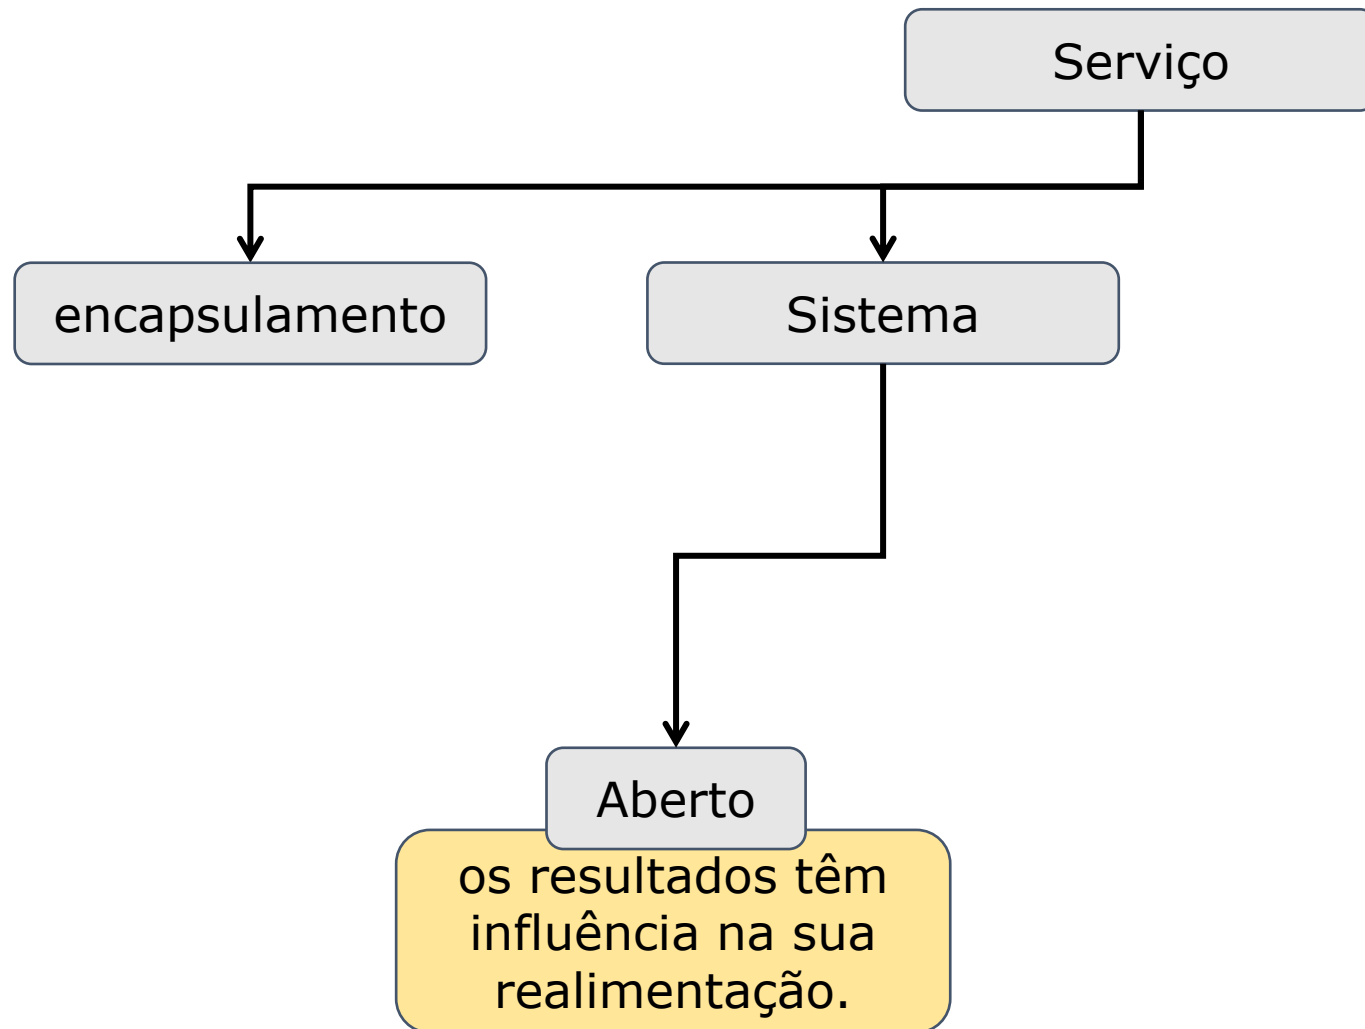 Serviço
encapsulamento
Sistema
Aberto
os resultados têm
influência na sua
realimentação.